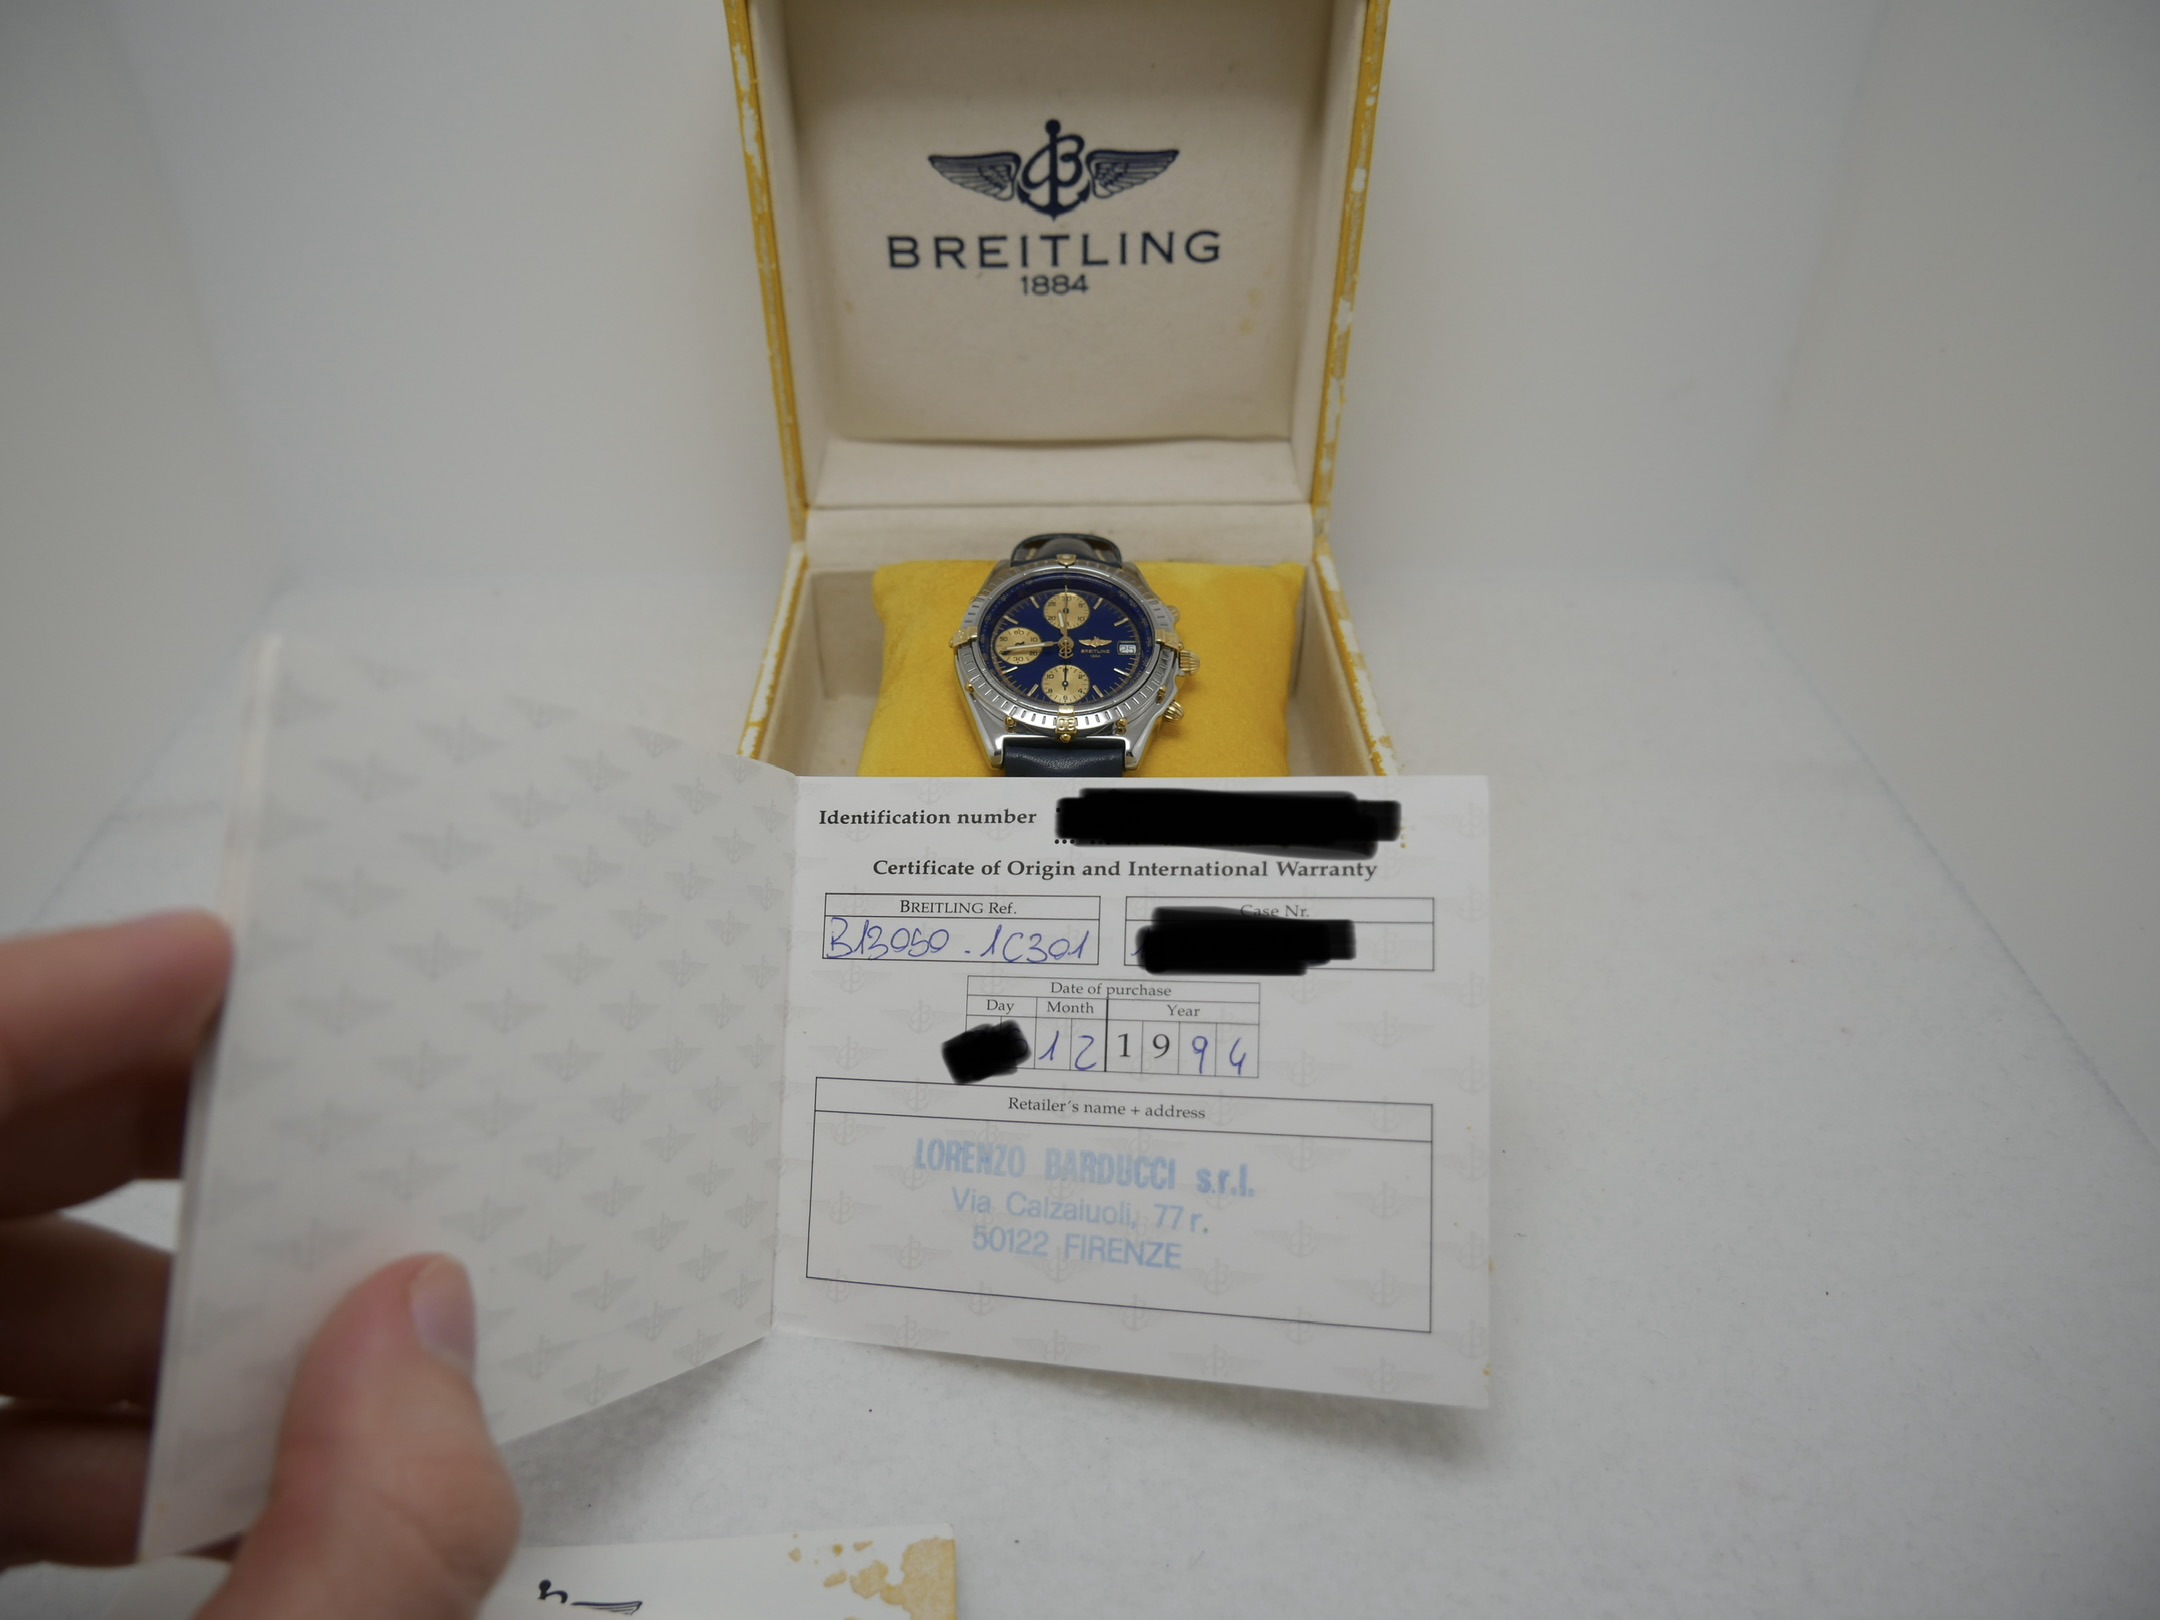 BREITLING
1884
BREITLING
Identification number
Certificate of Origin and International Warranty
BREITLING Ref.
Case Nr.
B13050.1C301
Date of purchase
Day Month Year
12 1994
Retailer's name + address
LORENZO BARDUCCI s.r.l.
Via Calzaiuoli, 77 r.
50122 FIRENZE